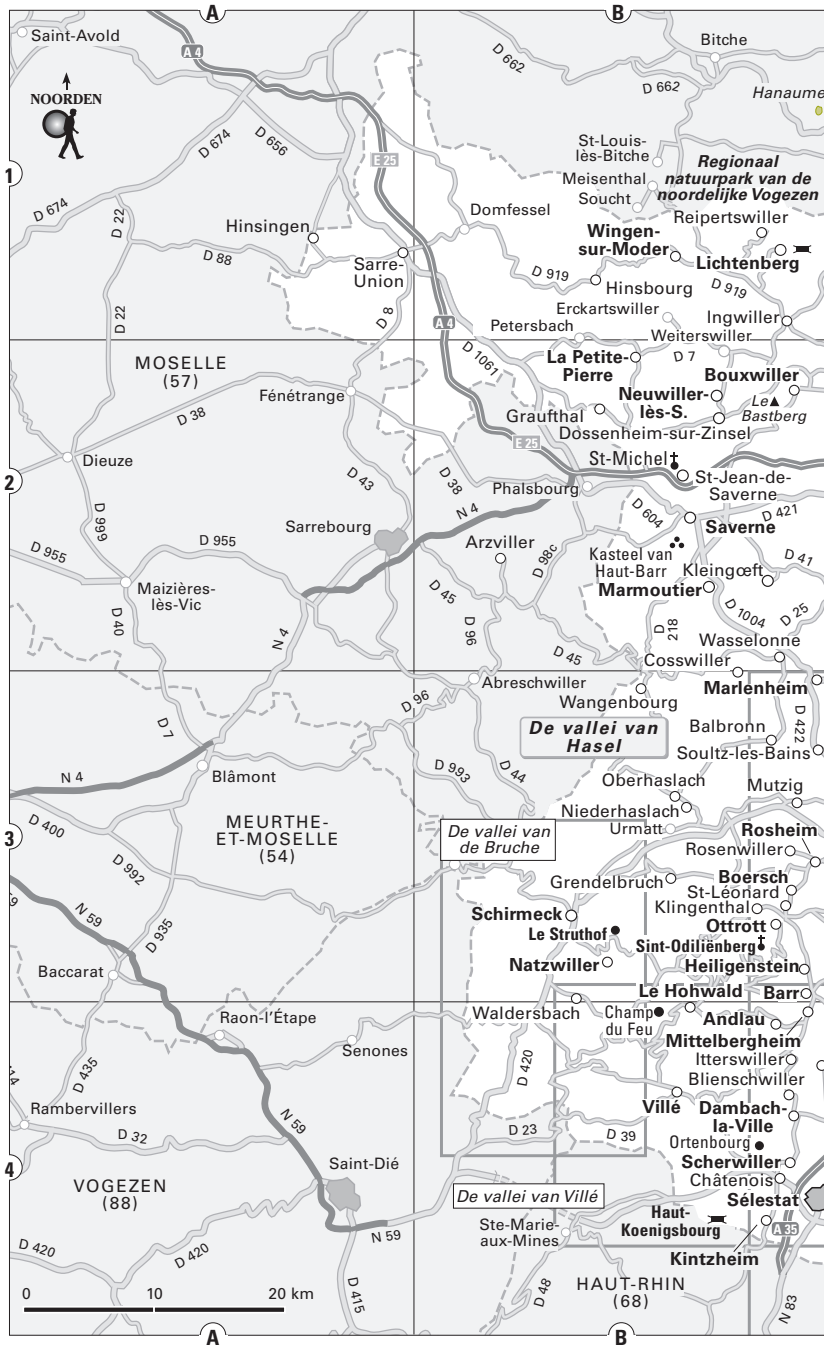 A
B
Saint-Avold
A 4
D 662
Bitche
D 662
Hanaume
NOORDEN
D 674
D 656
E 25
St-Louis-
lès-Bitche
Regionaal
natuurpark van de
noordelijke Vogezen
Meisenthal
Soucht
1
D 674
D 22
Hinsingen
Domfessel
Reipertswiller
Wingen-
sur-Moder
Lichtenberg
D 88
Sarre-
Union
D 919
Hinsbourg
D 919
D 22
D 8
A 4
Erckartswiller
Ingwiller
Petersbach
Weiterswiller
MOSELLE
(57)
D 1061
La Petite-
Pierre
D 7
Bouxwiller
Fénétrange
Neuwiller-
lès-S.
Le
Bastberg
D 38
Graufthal
Dossenheim-sur-Zinsel
E 25
Dieuze
St-Michel
2
D 43
D 38
Phalsbourg
St-Jean-de-
Saverne
D 999
N 4
Sarrebourg
D 604
Saverne
D 421
D 955
D 955
Arzviller
D 98c
Kasteel van
Haut-Barr
Kleingœft
D 41
Maizières-
lès-Vic
Marmoutier
D 45
D 40
N 4
D 96
D 218
D 1004
D 25
D 45
Wasselonne
Cosswiller
Abreschwiller
Marlenheim
D 96
Wangenbourg
D 7
De vallei van
Hasel
Balbronn
D 422
Soultz-les-Bains
N 4
Blâmont
D 993
D 44
Oberhaslach
Mutzig
D 400
MEURTHE-
ET-MOSELLE
(54)
Niederhaslach
Urmatt
3
De vallei van
de Bruche
Rosheim
Rosenwiller
D 992
Grendelbruch
Boersch
St-Léonard
Klingenthal
N 59
D 935
Schirmeck
Ottrott
Le Struthof
Sint-Odiliënberg
Baccarat
Natzwiller
Heiligenstein
Le Hohwald
Barr
Raon-l'Étape
Waldersbach
Champ
du Feu
Andlau
Mittelbergheim
Senones
Itterswiller
D 435
D 420
Blienschwiller
Rambervillers
Villé
Dambach-
la-Ville
D 32
N 59
D 23
D 39
Ortenbourg
4
Saint-Dié
Scherwiller
Châtenois
VOGEZEN
(88)
De vallei van Villé
Sélestat
Haut-
Koenigsbourg
Ste-Marie-
aux-Mines
N 59
A 35
D 420
D 420
Kintzheim
D 48
HAUT-RHIN
(68)
N 83
D 415
0 10 20 km
A
B